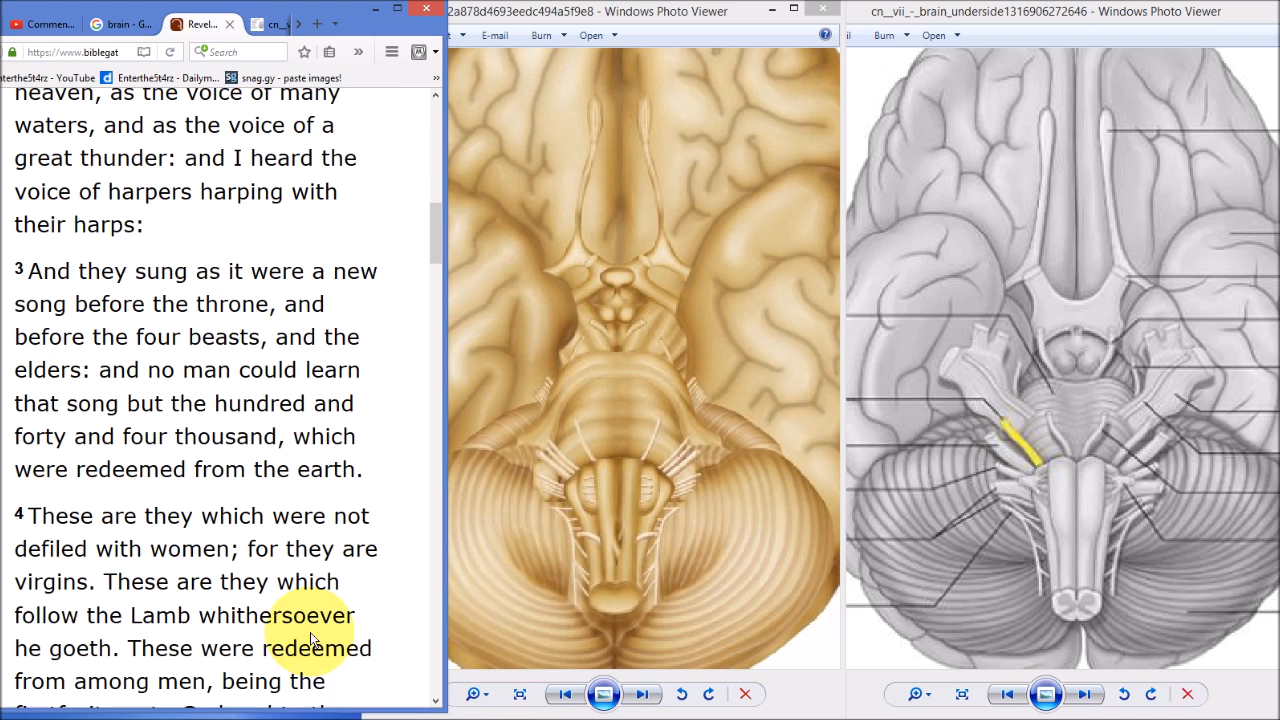 Commen...
brain - G...
Revel...
cn_v
https://www.biblegat
Search
nterthe5t4rz - YouTube
Enterthe5t4rz - Dailym...
snag.gy - paste images!
heaven, as the voice of many
waters, and as the voice of a
great thunder: and I heard the
voice of harpers harping with
their harps:
3 And they sung as it were a new
song before the throne, and
before the four beasts, and the
elders: and no man could learn
that song but the hundred and
forty and four thousand, which
were redeemed from the earth.
4 These are they which were not
defiled with women; for they are
virgins. These are they which
follow the Lamb whithersoever
he goeth. These were redeemed
from among men, being the
2a878d4693eedc494a5f9e8 - Windows Photo Viewer
E-mail Burn Open
cn_vii_-_brain_underside1316906272646 - Windows Photo Viewer
Burn Open